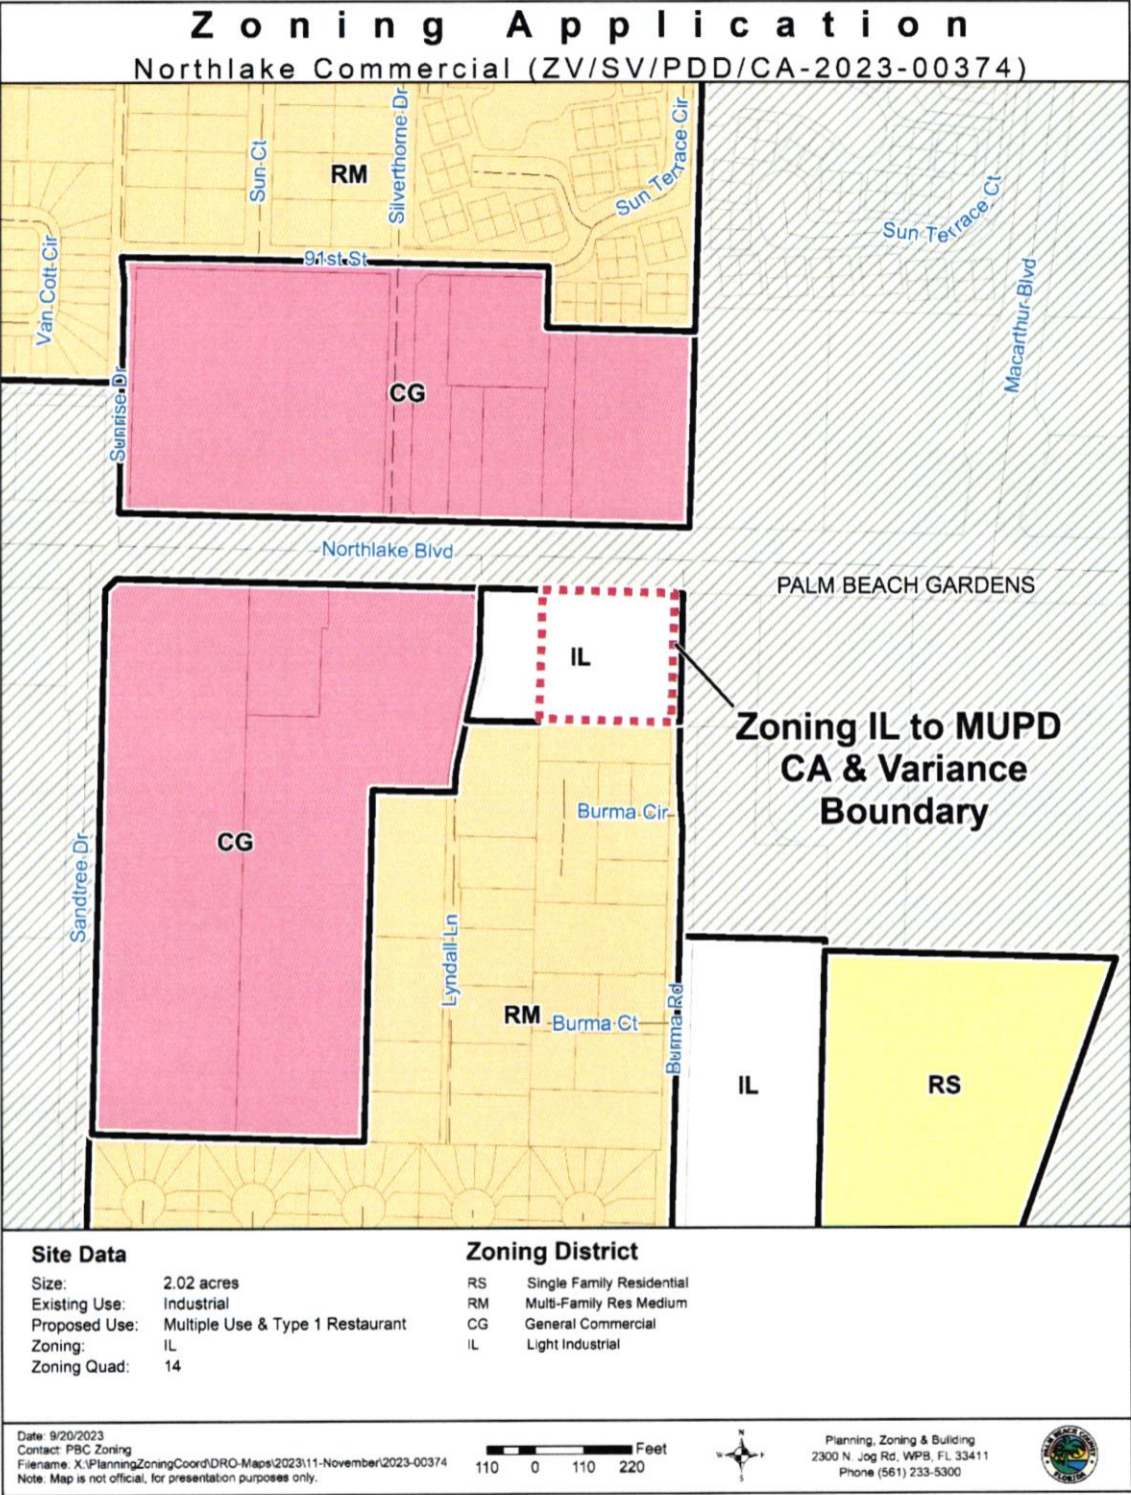 Zoning Application
Northlake Commercial (ZV/SV/PDD/CA-2023-00374)
Sun Ct
RM
Silverthorne Dr
Sun Terrace Cir
Sun Terrace Ct
Van Cott Cir
91st St
Macarthur Blvd
Sunrise Dr
CG
Northlake Blvd
PALM BEACH GARDENS
IL
Zoning IL to MUPD
CA & Variance
Boundary
Burma Cir
CG
Sandtree Dr
Lyndall Ln
RM
Burma Ct
Burma Rd
IL
RS
Site Data
Size: 2.02 acres
Existing Use: Industrial
Proposed Use: Multiple Use & Type 1 Restaurant
Zoning: IL
Zoning Quad: 14
Zoning District
RS Single Family Residential
RM Multi-Family Res Medium
CG General Commercial
IL Light Industrial
Date: 9/20/2023
Contact: PBC Zoning
Filename: X:\PlanningZoningCoord\DRO-Maps\2023\11-November\2023-00374
Note: Map is not official, for presentation purposes only.
Feet
110 0 110 220
N
W
S
Planning, Zoning & Building
2300 N. Jog Rd, WPB, FL 33411
Phone (561) 233-5300
PALM BEACH COUNTY
FLORIDA